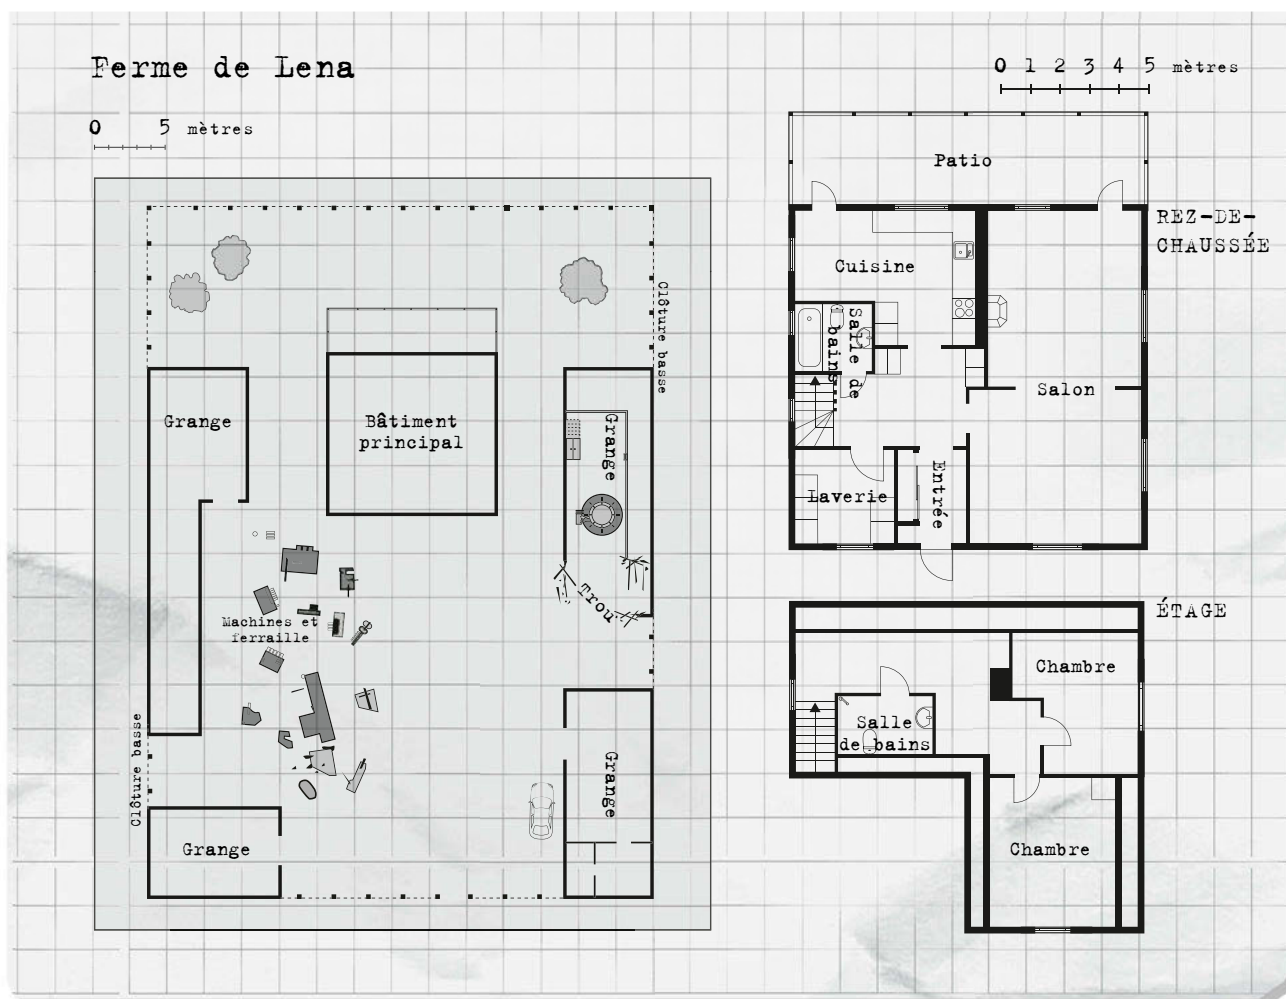 Ferme de Lena
0 5 mètres
0 1 2 3 4 5 mètres
Patio
REZ-DE-
CHAUSSÉE
Cuisine
Salle de
bains
Salon
Laverie
Entrée
Clôture basse
Grange
Bâtiment
principal
Grange
Trou
Machines et
ferraille
Clôture basse
Grange
Grange
ÉTAGE
Chambre
Salle
de bains
Chambre